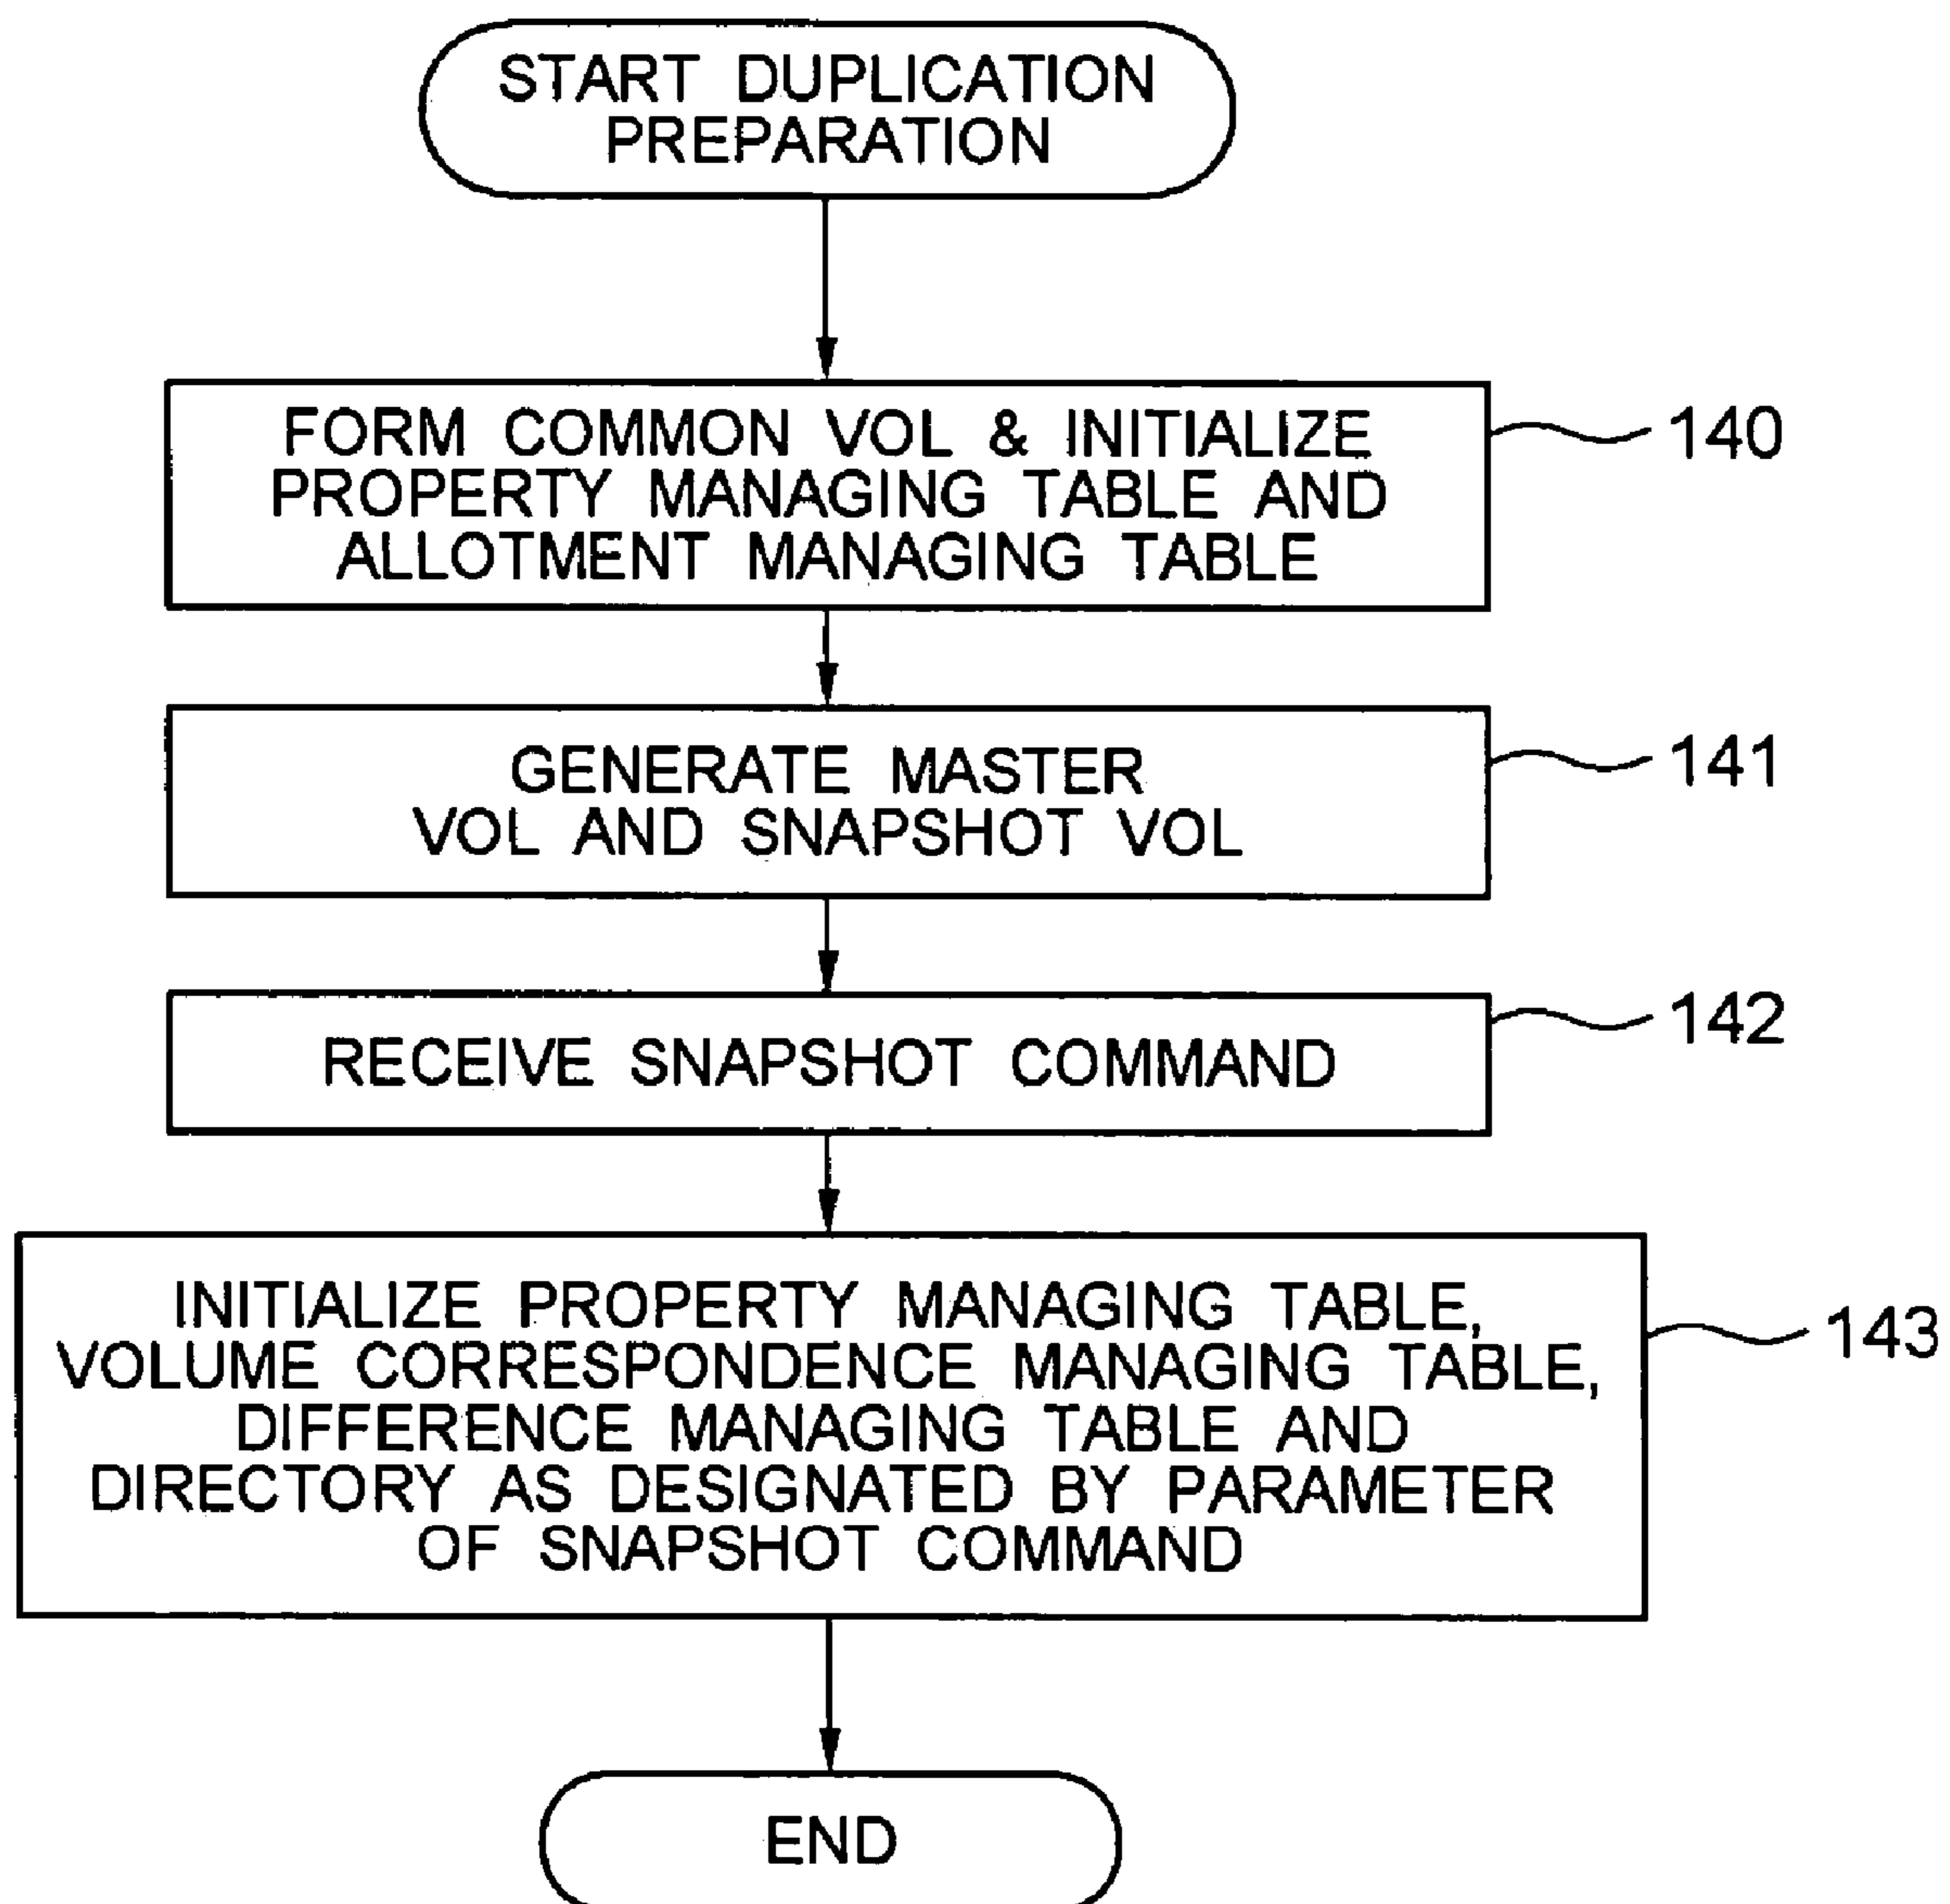 START DUPLICATION
PREPARATION
FORM COMMON VOL & INITIALIZE
PROPERTY MANAGING TABLE AND
ALLOTMENT MANAGING TABLE
140
GENERATE MASTER
VOL AND SNAPSHOT VOL
141
RECEIVE SNAPSHOT COMMAND
142
INITIALIZE PROPERTY MANAGING TABLE,
VOLUME CORRESPONDENCE MANAGING TABLE,
DIFFERENCE MANAGING TABLE AND
DIRECTORY AS DESIGNATED BY PARAMETER
OF SNAPSHOT COMMAND
143
END